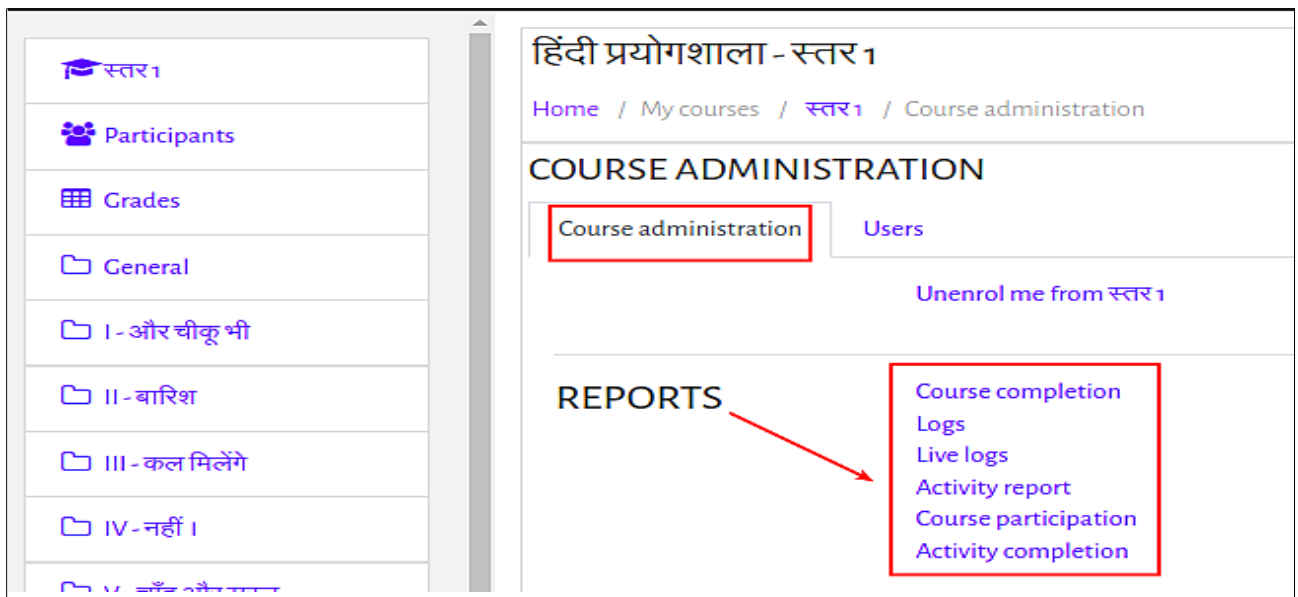 स्तर 1
Participants
Grades
General
I - और चीकू भी
II - बारिश
III - कल मिलेंगे
IV - नहीं ।
हिंदी प्रयोगशाला - स्तर 1
Home / My courses / स्तर 1 / Course administration
COURSE ADMINISTRATION
Course administration Users
Unenrol me from स्तर 1
REPORTS
Course completion
Logs
Live logs
Activity report
Course participation
Activity completion